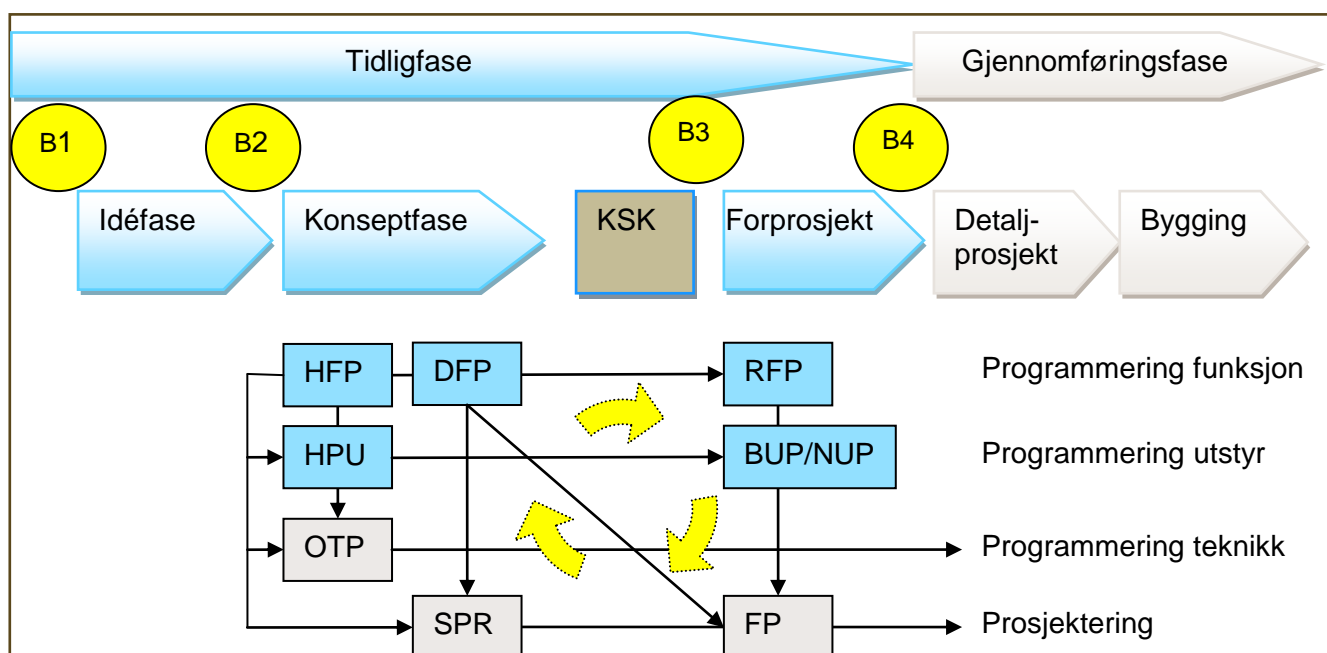 Tidligfase
Gjennomføringsfase
B1
B2
B3
B4
Idéfase
Konseptfase
KSK
Forprosjekt
Detalj-
prosjekt
Bygging
HFP
DFP
RFP
Programmering funksjon
HPU
BUP/NUP
Programmering utstyr
OTP
Programmering teknikk
SPR
FP
Prosjektering